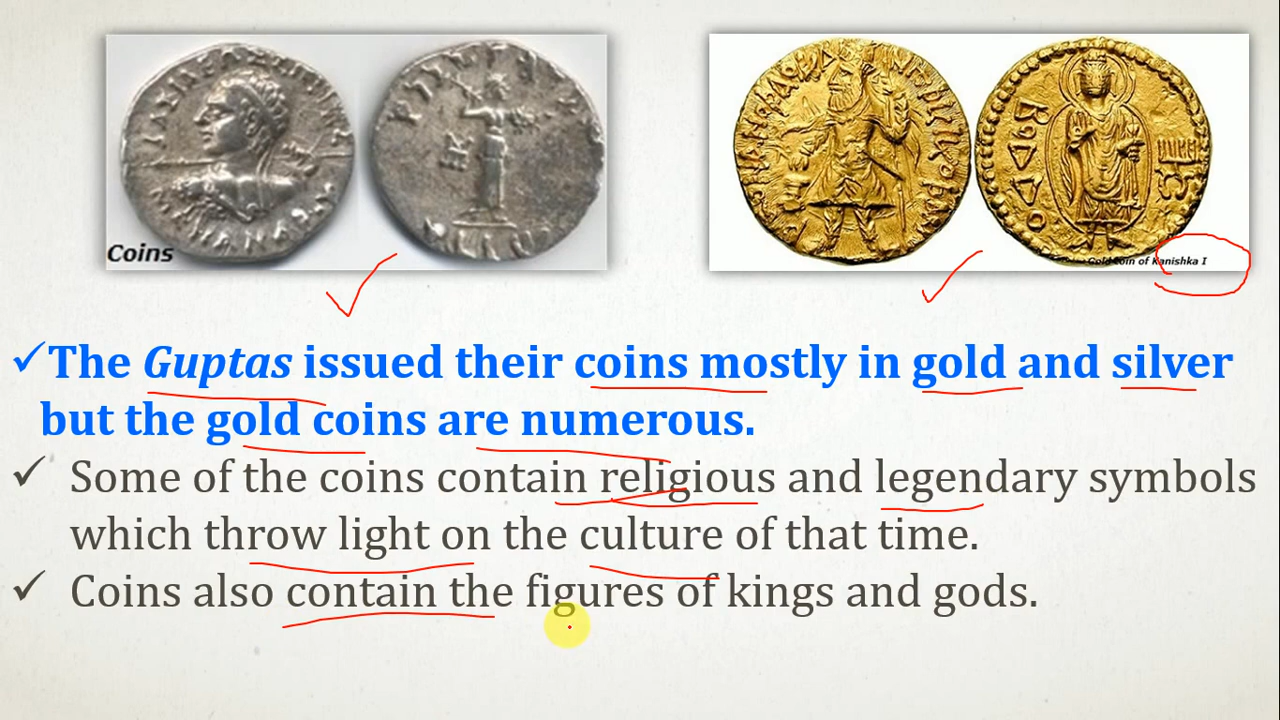 Coins
Gold coin of Kanishka I
ΒΟΔΔΟ
✓The Guptas issued their coins mostly in gold and silver
but the gold coins are numerous.
✓ Some of the coins contain religious and legendary symbols
which throw light on the culture of that time.
✓ Coins also contain the figures of kings and gods.